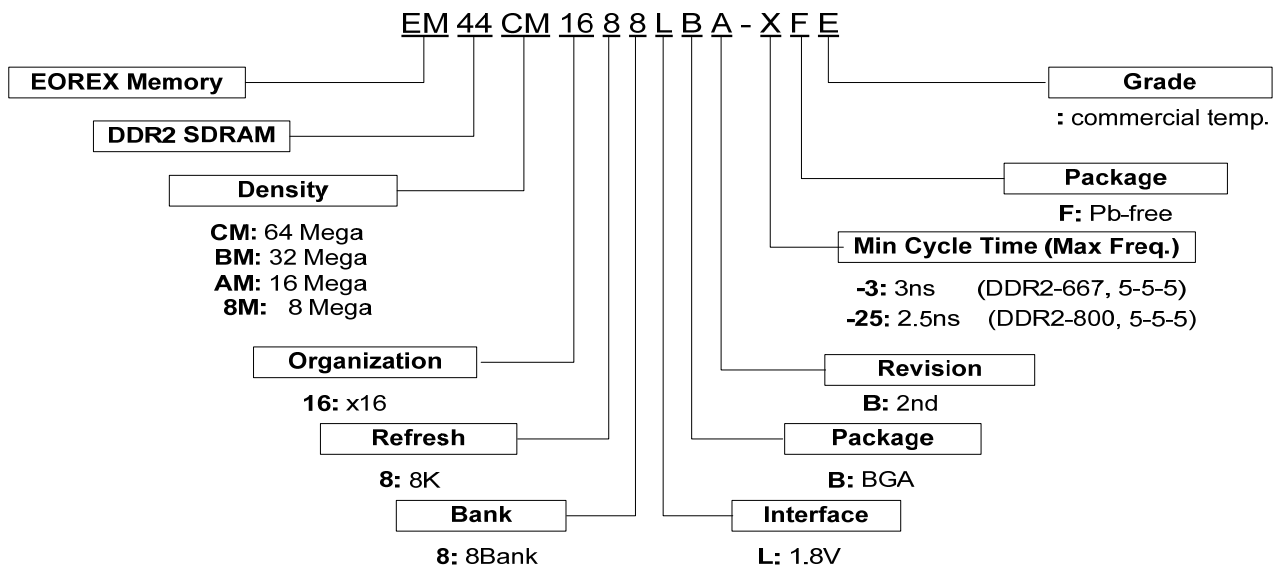 EM 44 CM 16 8 8 L B A - X F E
EOREX Memory
Grade
: commercial temp.
DDR2 SDRAM
Density
Package
F: Pb-free
CM: 64 Mega
BM: 32 Mega
AM: 16 Mega
8M: 8 Mega
Min Cycle Time (Max Freq.)
-3: 3ns (DDR2-667, 5-5-5)
-25: 2.5ns (DDR2-800, 5-5-5)
Organization
16: x16
Revision
B: 2nd
Refresh
8: 8K
Package
B: BGA
Bank
8: 8Bank
Interface
L: 1.8V